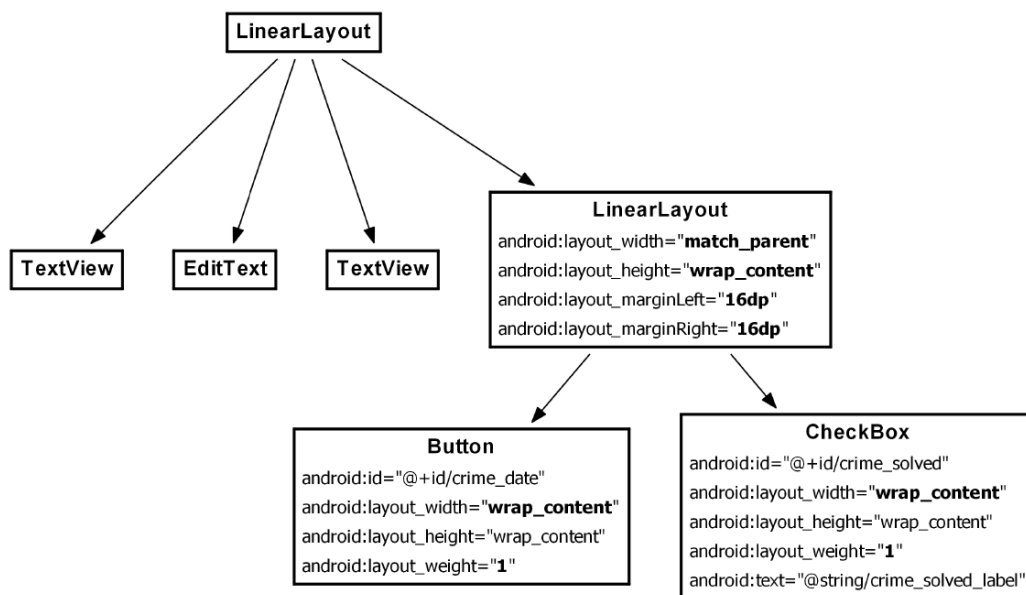 LinearLayout
TextView
EditText
TextView
LinearLayout
android:layout_width="match_parent"
android:layout_height="wrap_content"
android:layout_marginLeft="16dp"
android:layout_marginRight="16dp"
Button
android:id="@+id/crime_date"
android:layout_width="wrap_content"
android:layout_height="wrap_content"
android:layout_weight="1"
CheckBox
android:id="@+id/crime_solved"
android:layout_width="wrap_content"
android:layout_height="wrap_content"
android:layout_weight="1"
android:text="@string/crime_solved_label"